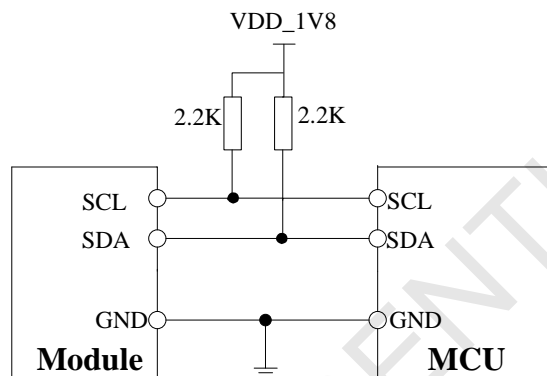 VDD_1V8
2.2K 2.2K
SCL SCL
SDA SDA
GND GND
Module MCU